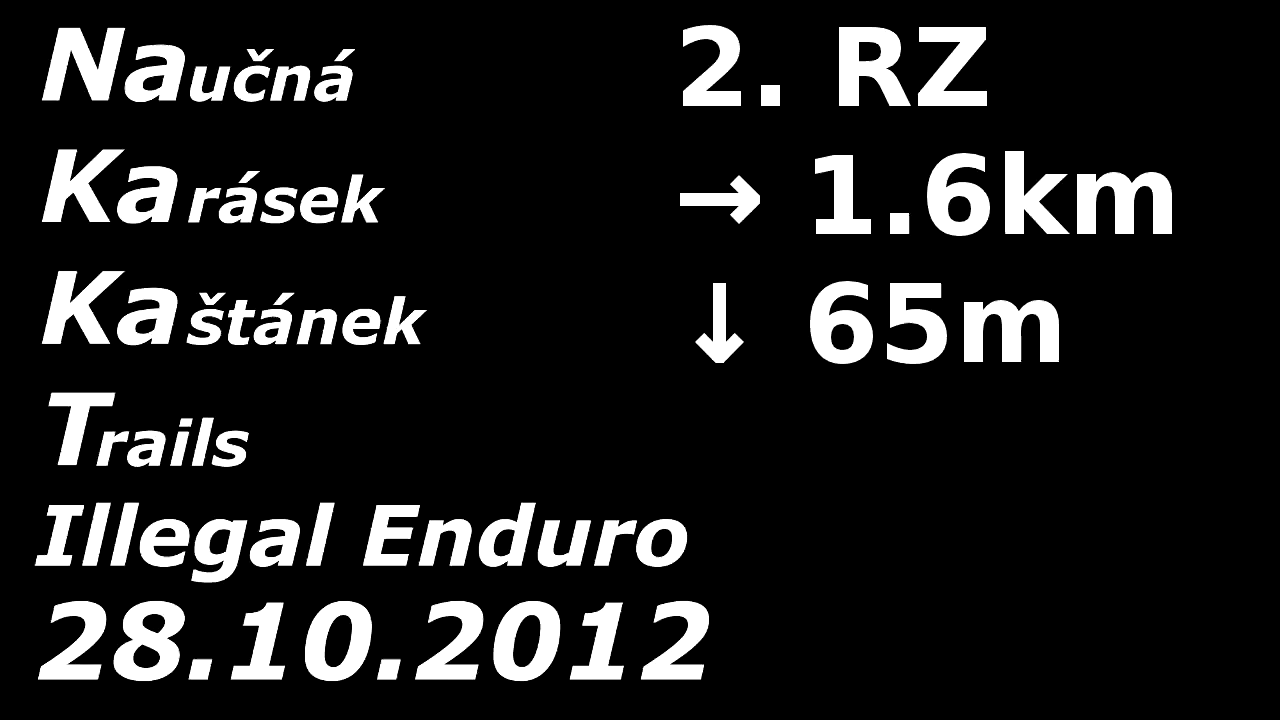 Naučná
Karásek
Kaštánek
Trails
Illegal Enduro
28.10.2012
2. RZ
→ 1.6km
↓ 65m